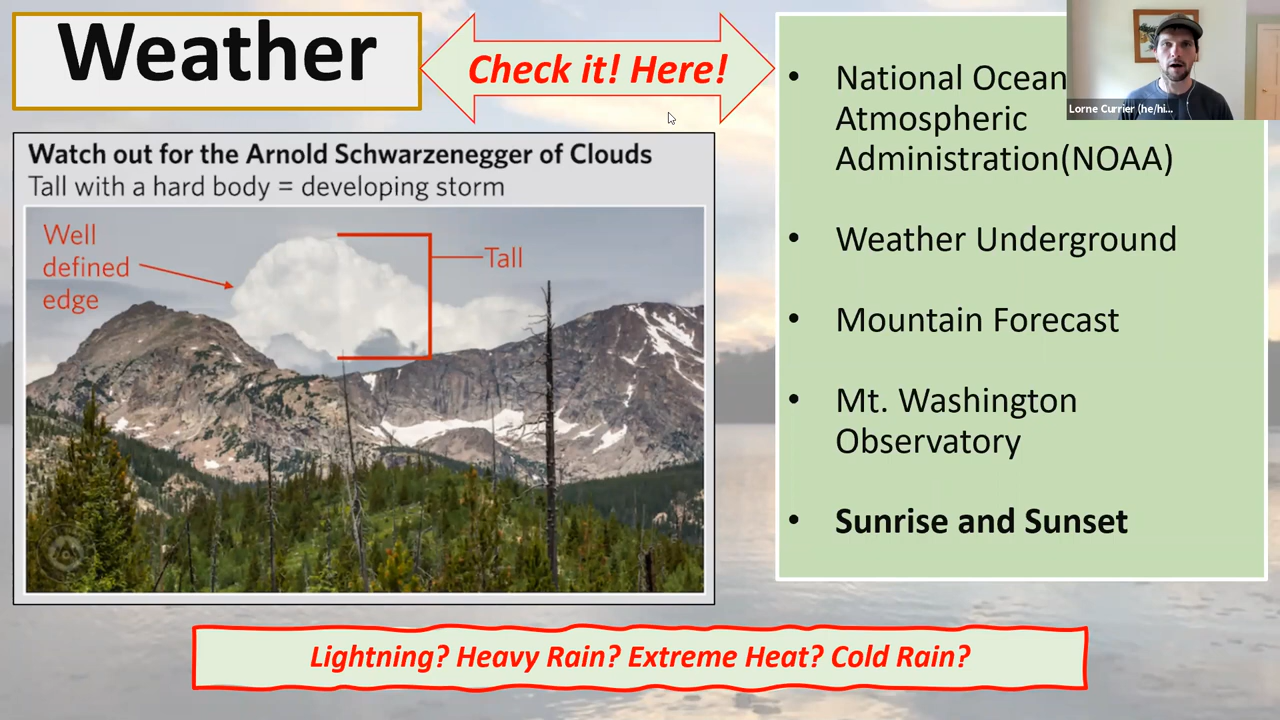 Weather
Check it! Here!
Watch out for the Arnold Schwarzenegger of Clouds
Tall with a hard body = developing storm
Well
defined
edge
Tall
• National Ocean
Atmospheric
Administration(NOAA)
• Weather Underground
• Mountain Forecast
• Mt. Washington
Observatory
• Sunrise and Sunset
Lorne Currier (he/hi...
Lightning? Heavy Rain? Extreme Heat? Cold Rain?